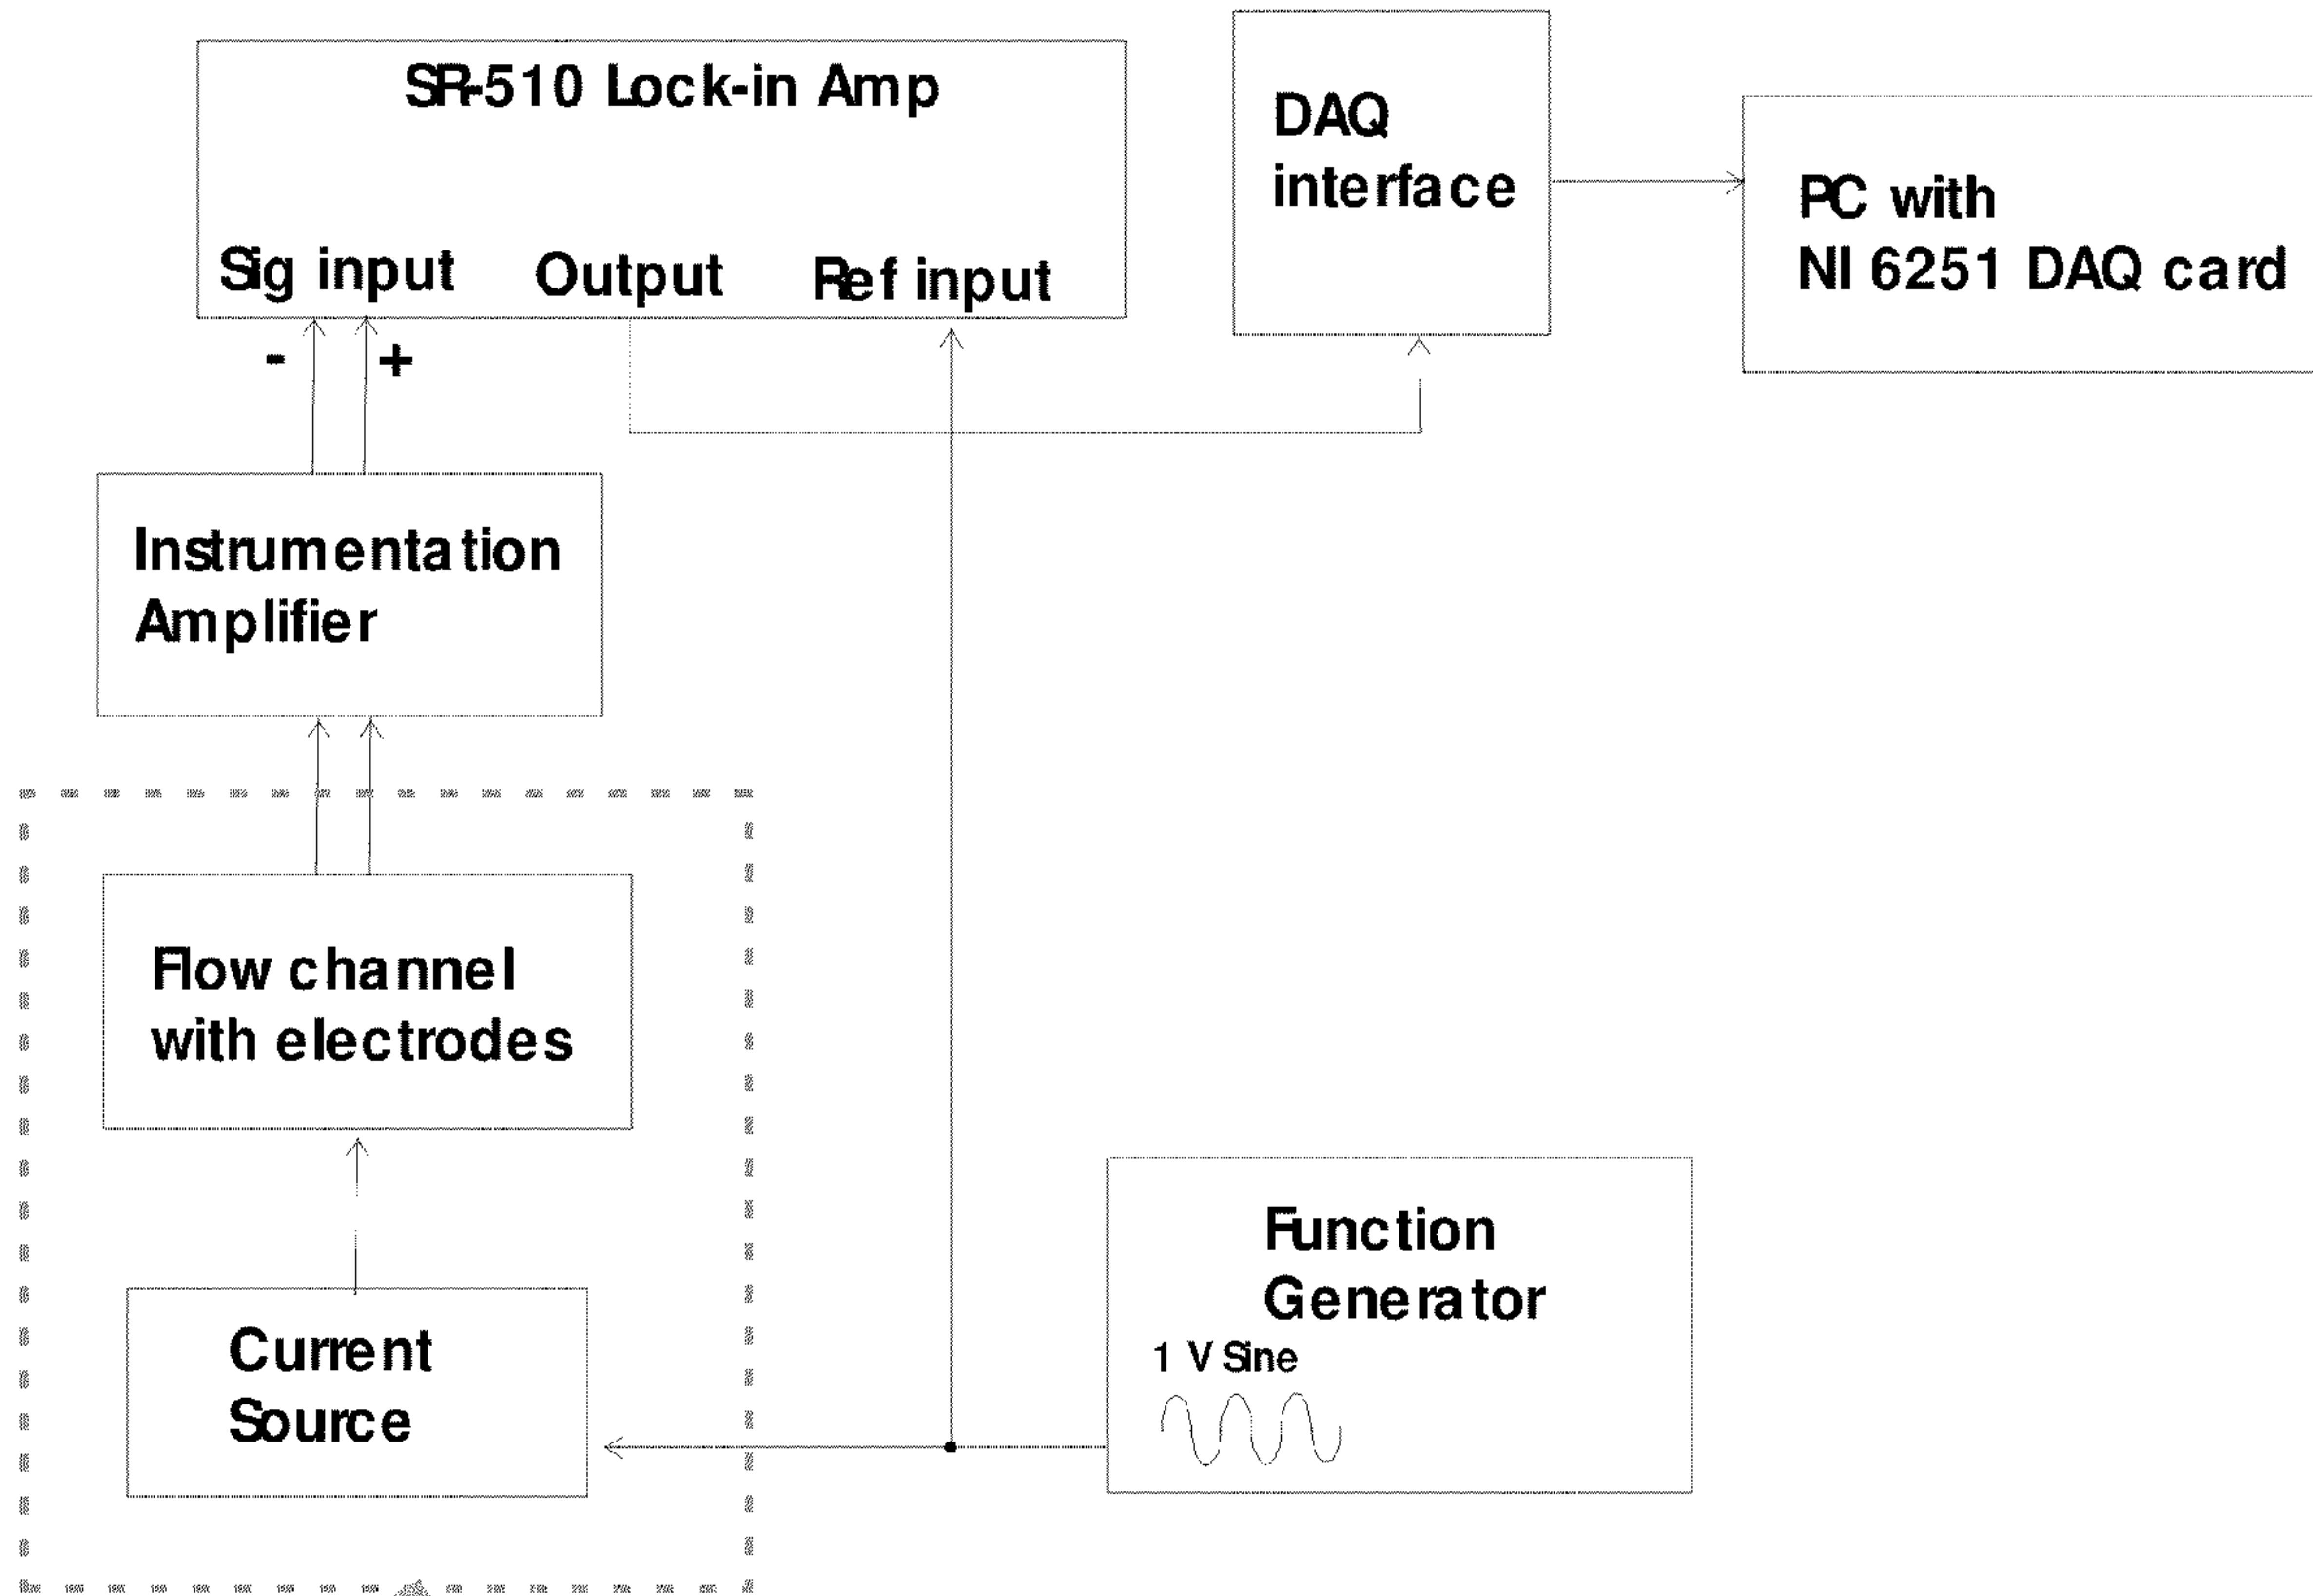 SR-510 Lock-in Amp
Sig input
Output
Ref input
- +
DAQ
interface
PC with
NI 6251 DAQ card
Instrumentation
Amplifier
Flow channel
with electrodes
Current
Source
Function
Generator
1 V Sine